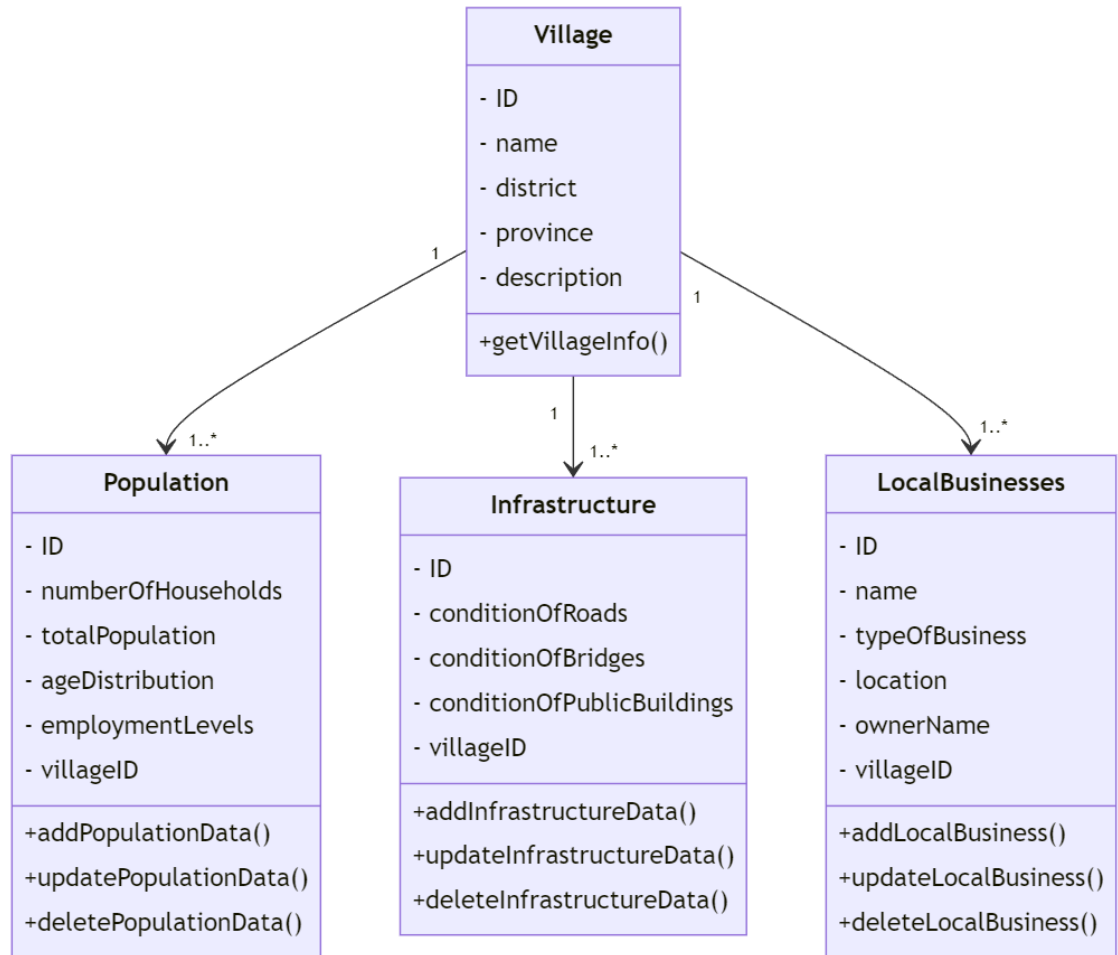 Village
- ID
- name
- district
- province
- description
+getVillageInfo()
1
1
1
1..*
1..*
1..*
Population
- ID
- numberOfHouseholds
- totalPopulation
- ageDistribution
- employmentLevels
- villageID
+addPopulationData()
+updatePopulationData()
+deletePopulationData()
Infrastructure
- ID
- conditionOfRoads
- conditionOfBridges
- conditionOfPublicBuildings
- villageID
+addInfrastructureData()
+updateInfrastructureData()
+deleteInfrastructureData()
LocalBusinesses
- ID
- name
- typeOfBusiness
- location
- ownerName
- villageID
+addLocalBusiness()
+updateLocalBusiness()
+deleteLocalBusiness()